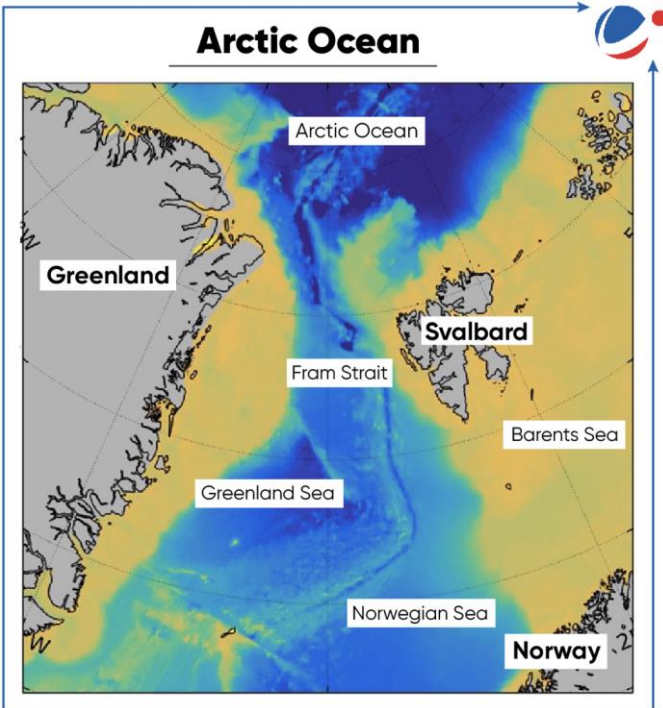 Arctic Ocean
Arctic Ocean
Greenland
Svalbard
Fram Strait
Barents Sea
Greenland Sea
Norwegian Sea
Norway